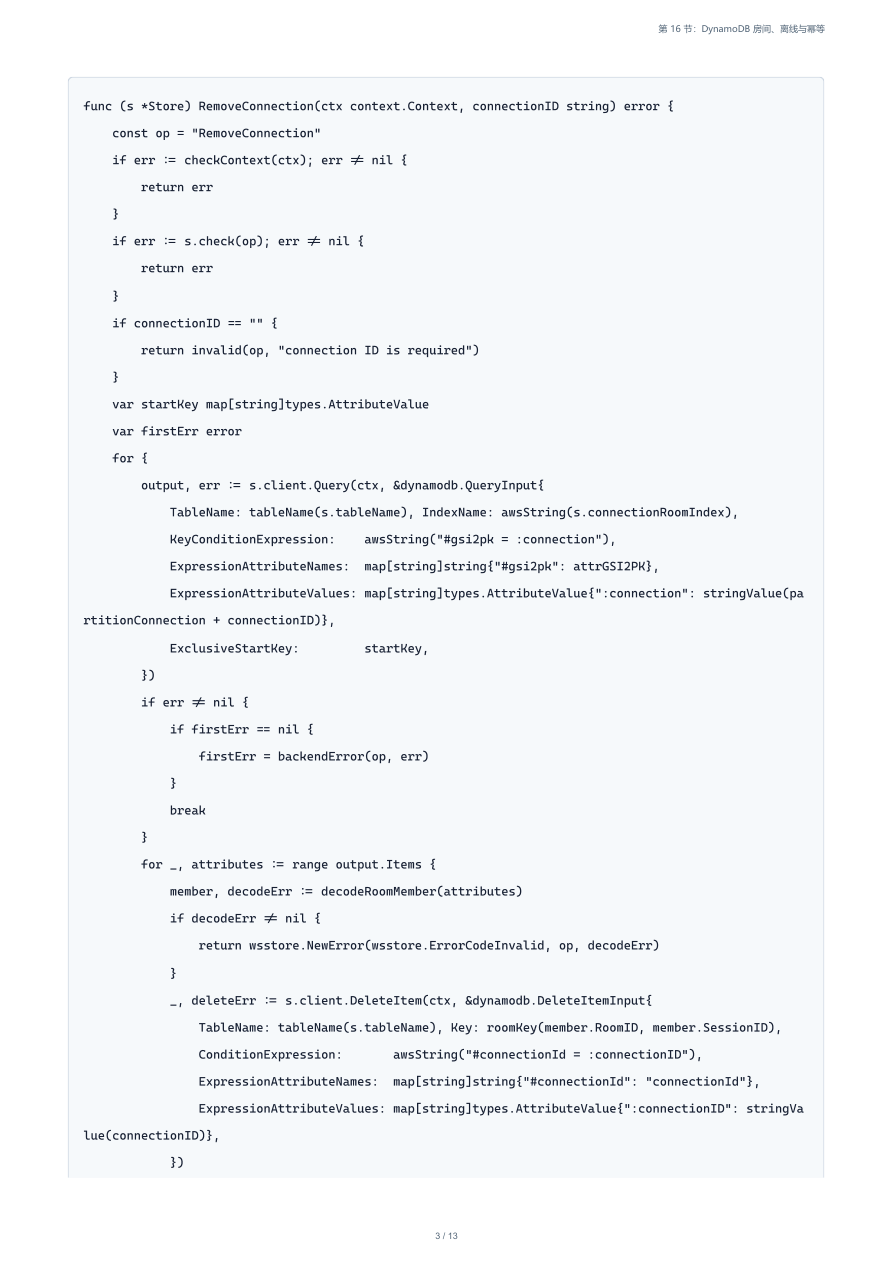 第 16 节：DynamoDB 房间、离线与幂等
func (s *Store) RemoveConnection(ctx context.Context, connectionID string) error {
    const op = "RemoveConnection"
    if err := checkContext(ctx); err != nil {
        return err
    }
    if err := s.check(op); err != nil {
        return err
    }
    if connectionID == "" {
        return invalid(op, "connection ID is required")
    }
    var startKey map[string]types.AttributeValue
    var firstErr error
    for {
        output, err := s.client.Query(ctx, &dynamodb.QueryInput{
            TableName: tableName(s.tableName), IndexName: awsString(s.connectionRoomIndex),
            KeyConditionExpression:    awsString("#gsi2pk = :connection"),
            ExpressionAttributeNames:  map[string]string{"#gsi2pk": attrGSI2PK},
            ExpressionAttributeValues: map[string]types.AttributeValue{":connection": stringValue(pa
rtitionConnection + connectionID)},
            ExclusiveStartKey:         startKey,
        })
        if err != nil {
            if firstErr == nil {
                firstErr = backendError(op, err)
            }
            break
        }
        for _, attributes := range output.Items {
            member, decodeErr := decodeRoomMember(attributes)
            if decodeErr != nil {
                return wsstore.NewError(wsstore.ErrorCodeInvalid, op, decodeErr)
            }
            _, deleteErr := s.client.DeleteItem(ctx, &dynamodb.DeleteItemInput{
                TableName: tableName(s.tableName), Key: roomKey(member.RoomID, member.SessionID),
                ConditionExpression:       awsString("#connectionId = :connectionID"),
                ExpressionAttributeNames:  map[string]string{"#connectionId": "connectionId"},
                ExpressionAttributeValues: map[string]types.AttributeValue{":connectionID": stringVa
lue(connectionID)},
            })
3 / 13